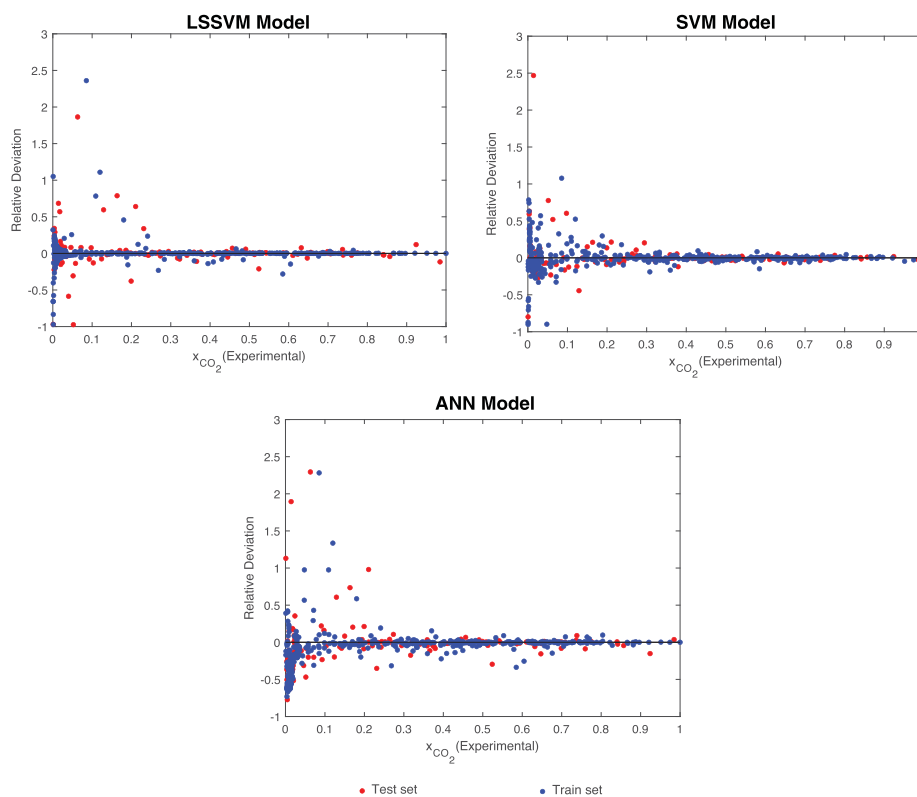 LSSVM Model
3
2.5
2
1.5
1
0.5
0
-0.5
-1
Relative Deviation
0 0.1 0.2 0.3 0.4 0.5 0.6 0.7 0.8 0.9 1
xCO2(Experimental)
SVM Model
3
2.5
2
1.5
1
0.5
0
-0.5
-1
Relative Deviation
0 0.1 0.2 0.3 0.4 0.5 0.6 0.7 0.8 0.9
xCO2(Experimental)
ANN Model
3
2.5
2
1.5
1
0.5
0
-0.5
-1
Relative Deviation
0 0.1 0.2 0.3 0.4 0.5 0.6 0.7 0.8 0.9 1
xCO2(Experimental)
Test set Train set